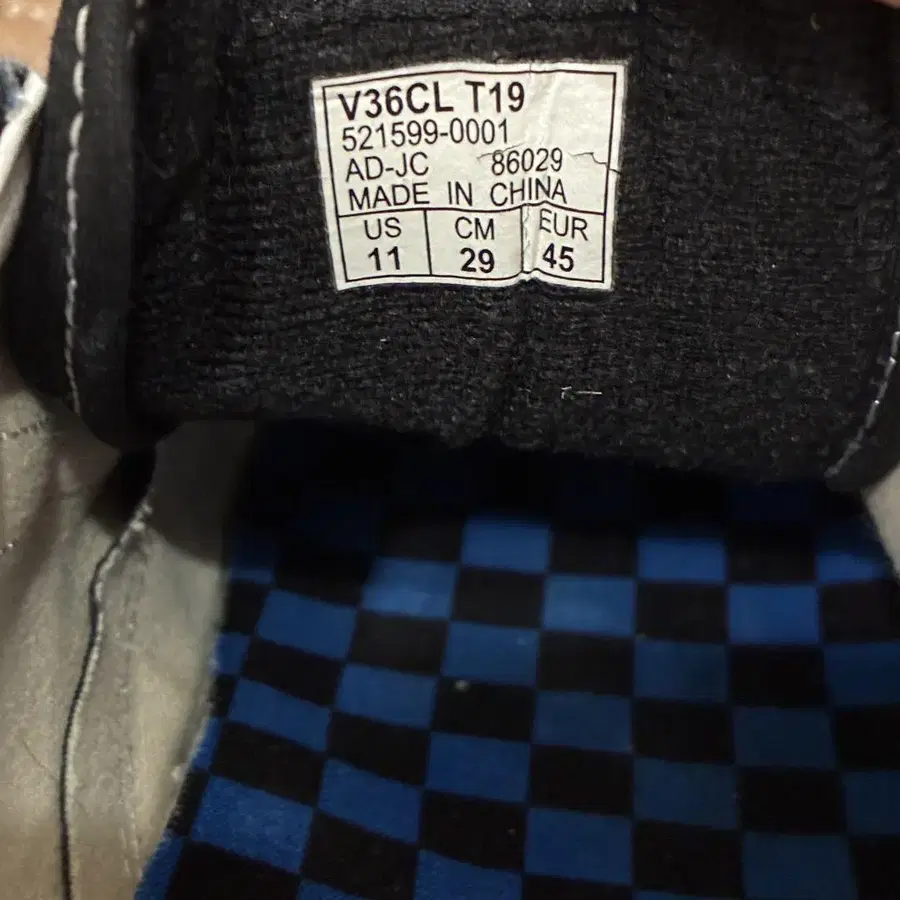 V36CL T19
521599-0001
AD-JC 86029
MADE IN CHINA
US CM EUR
11 29 45